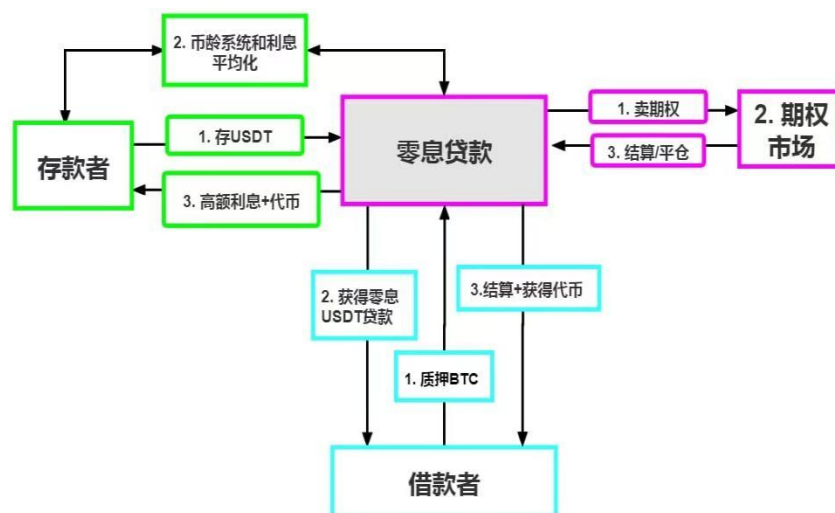 2. 币龄系统和利息
平均化
1. 存USDT
存款者
3. 高额利息+代币
零息贷款
1. 卖期权
3. 结算/平仓
2. 期权
市场
2. 获得零息
USDT贷款
3.结算+获得代币
1. 质押BTC
借款者